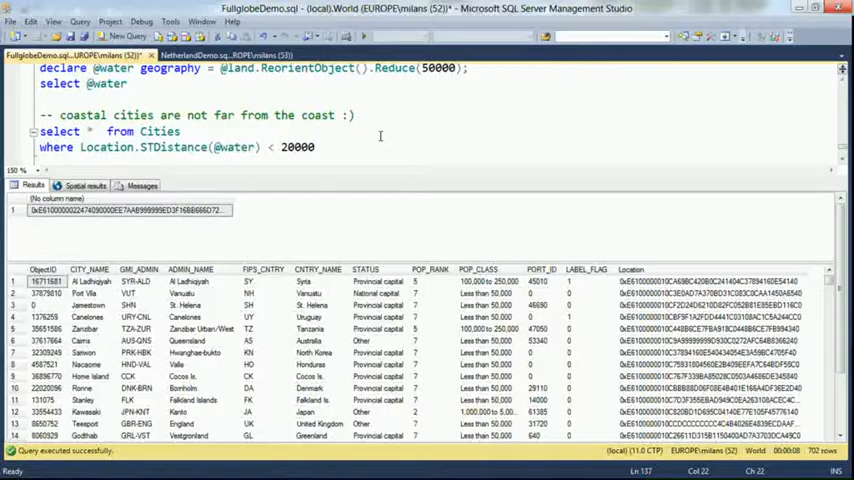 FullglobeDemo.sql - (local).World (EUROPE\milans (52))* - Microsoft SQL Server Management Studio
File Edit View Query Project Debug Tools Window Help
New Query
FullglobeDemo.sql...UROPE\milans (52))* NetherlandDemo.sq...ROPE\milans (53))
declare @water geography = @land.ReorientObject().Reduce(50000);
select @water
-- coastal cities are not far from the coast :)
select * from Cities
where Location.STDistance(@water) < 20000
150 %
Results Spatial results Messages
(No column name)
1
ObjectID CITY_NAME GMI_ADMIN ADMIN_NAME FIPS_CNTRY CNTRY_NAME STATUS POP_RANK POP_CLASS PORT_ID LABEL_FLAG Location
1 16711681 Al Ladhiqiyah SYR-ALD Al Ladhiqiyah SY Syria Provincial capital 5 100,000 to 250,000 45010 1
2 37879810 Port Vila VUT Vanuatu NH Vanuatu National capital 7 Less than 50,000 0 0
3 0 Jamestown SHN St. Helena SH St. Helena Provincial capital 7 Less than 50,000 46690 0
4 1376259 Canelones URY-CNL Canelones UY Uruguay Provincial capital 7 Less than 50,000 0 0
5 35651586 Zanzibar TZA-ZUR Zanzibar Urban/West TZ Tanzania Provincial capital 5 100,000 to 250,000 47050 0
6 37617664 Cairns AUS-QNS Queensland AS Australia Other 7 Less than 50,000 53340 0
7 32309249 Sariwon PRK-HBK Hwanghae-bukto KN North Korea Provincial capital 7 Less than 50,000 0 0
8 4587521 Nacaome HND-VAL Valle HO Honduras Provincial capital 7 Less than 50,000 0 0
9 36896770 Home Island CCK Cocos Is. CK Cocos Is. Provincial capital 7 Less than 50,000 0 0
10 22020096 Ronne DNK-BRN Bornholm DA Denmark Provincial capital 7 Less than 50,000 29110 0
11 131075 Stanley FLK Falkland Islands FK Falkland Is. Provincial capital 7 Less than 50,000 14000 0
12 33554433 Kawasaki JPN-KNT Kanto JA Japan Other 2 1,000,000 to 5,... 61385 0
13 8650752 Teesport GBR-ENG England UK United Kingdom Other 7 Less than 50,000 31720 0
14 8060929 Godthab GRL-VST Vestgronland GL Greenland Provincial capital 7 Less than 50,000 640 0
Query executed successfully. (local) (11.0 CTP) EUROPE\milans (52) World 00:00:08 702 rows
Ready Ln 137 Col 22 Ch 22 INS